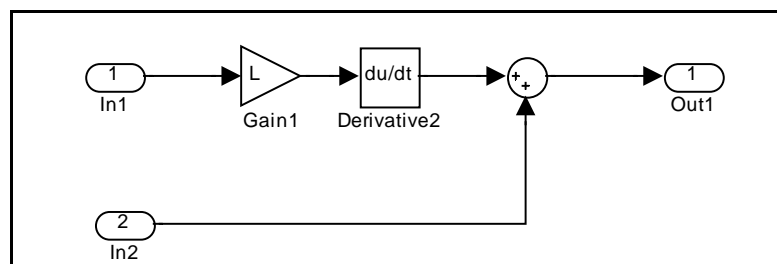 1
In1
L
Gain1
du/dt
Derivative2
+
+
1
Out1
2
In2